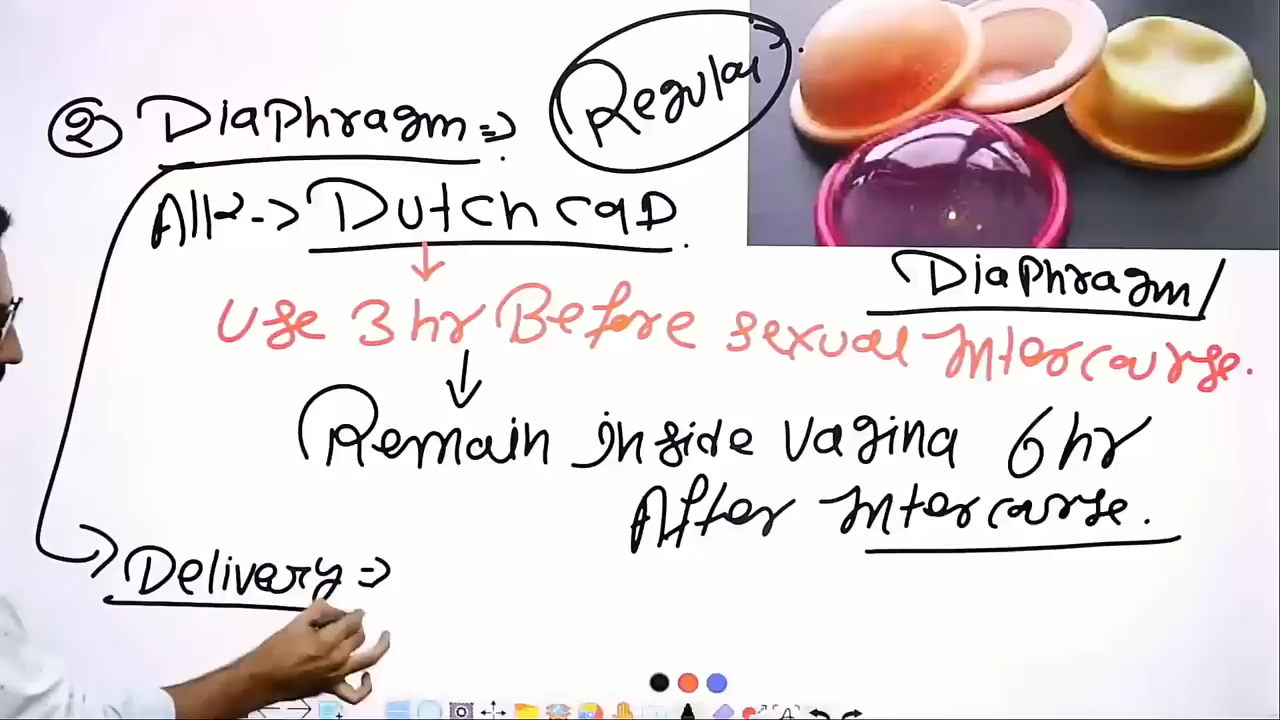 ② Diaphragm ⇒
Regular
AKA -> Dutch cap.
Diaphragm
Use 3 hr Before sexual Intercourse.
Remain inside vagina 6 hr
After Intercourse.
Delivery ⇒